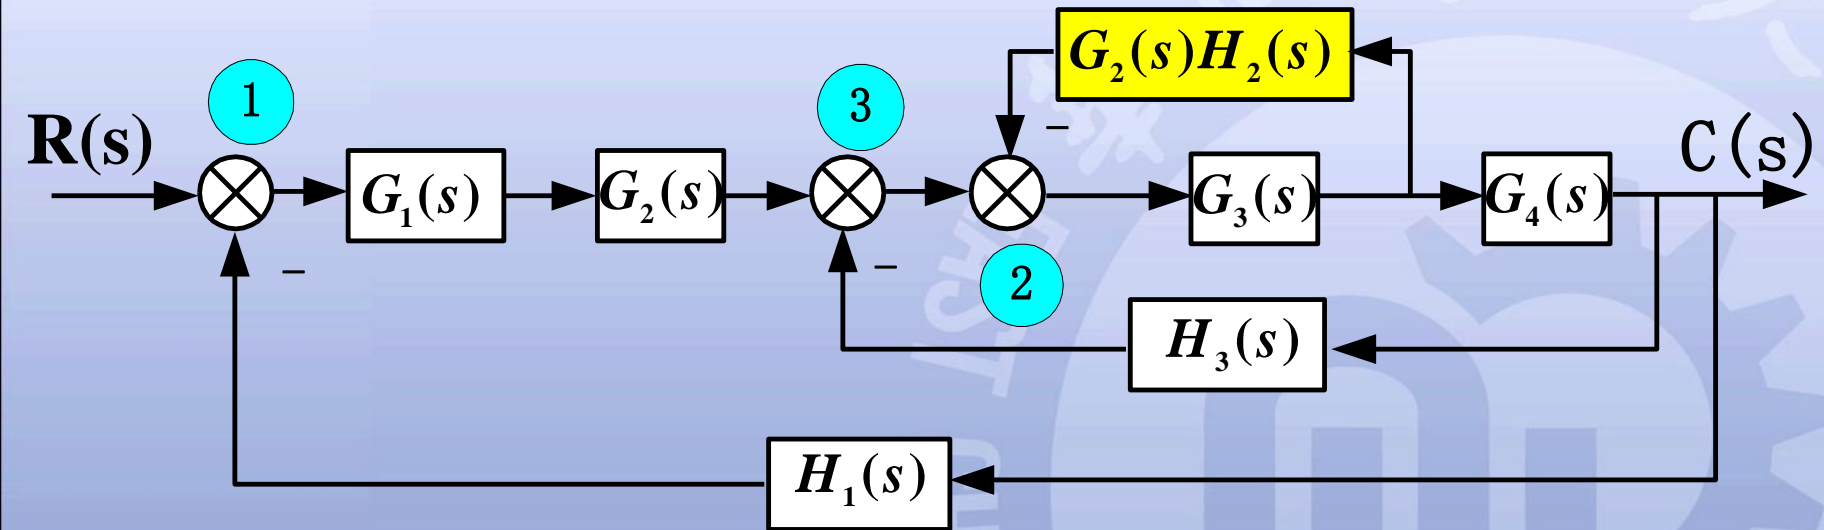 G₂(s)H₂(s)
1
3
R(s)
−
C(s)
G₁(s)
G₂(s)
G₃(s)
G₄(s)
−
−
2
H₃(s)
H₁(s)